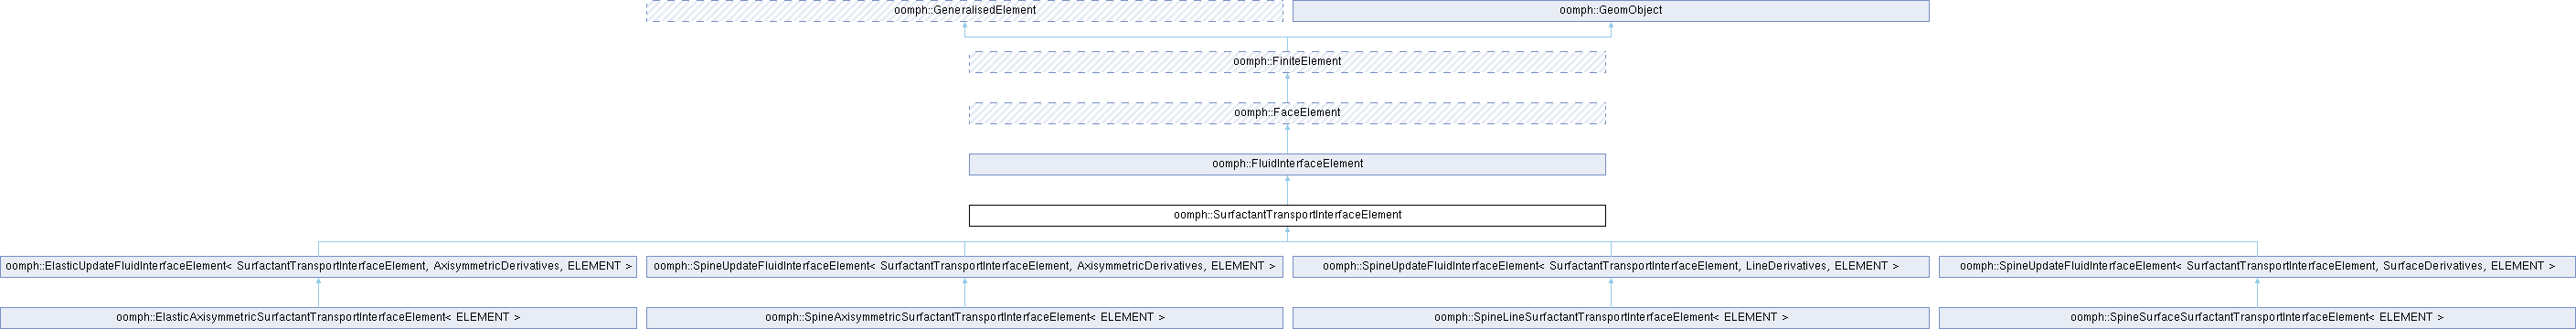 oomph::GeneralisedElement
oomph::GeomObject
oomph::FiniteElement
oomph::FaceElement
oomph::FluidInterfaceElement
oomph::SurfactantTransportInterfaceElement
oomph::ElasticUpdateFluidInterfaceElement< SurfactantTransportInterfaceElement, AxisymmetricDerivatives, ELEMENT >
oomph::SpineUpdateFluidInterfaceElement< SurfactantTransportInterfaceElement, AxisymmetricDerivatives, ELEMENT >
oomph::SpineUpdateFluidInterfaceElement< SurfactantTransportInterfaceElement, LineDerivatives, ELEMENT >
oomph::SpineUpdateFluidInterfaceElement< SurfactantTransportInterfaceElement, SurfaceDerivatives, ELEMENT >
oomph::ElasticAxisymmetricSurfactantTransportInterfaceElement< ELEMENT >
oomph::SpineAxisymmetricSurfactantTransportInterfaceElement< ELEMENT >
oomph::SpineLineSurfactantTransportInterfaceElement< ELEMENT >
oomph::SpineSurfaceSurfactantTransportInterfaceElement< ELEMENT >